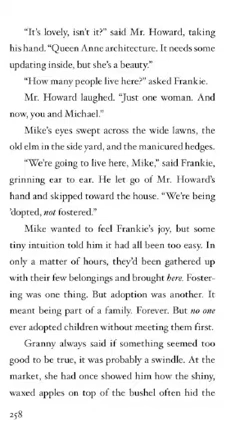 "It's lovely, isn't it?" said Mr. Howard, taking
his hand. "Queen Anne architecture. It needs some
updating inside, but she's a beauty."
"How many people live here?" asked Frankie.
Mr. Howard laughed. "Just one woman. And
now, you and Michael."
Mike's eyes swept across the wide lawns, the
old elm in the side yard, and the manicured hedges.
"We're going to live here, Mike," said Frankie,
grinning ear to ear. He let go of Mr. Howard's
hand and skipped toward the house. "We're being
'dopted, not fostered."
Mike wanted to feel Frankie's joy, but some
tiny intuition told him it had all been too easy. In
only a matter of hours, they'd been gathered up
with their few belongings and brought here. Foster-
ing was one thing. But adoption was another. It
meant being part of a family. Forever. But no one
ever adopted children without meeting them first.
Granny always said if something seemed too
good to be true, it was probably a swindle. At the
market, she had once showed him how the shiny,
waxed apples on top of the bushel often hid the
258